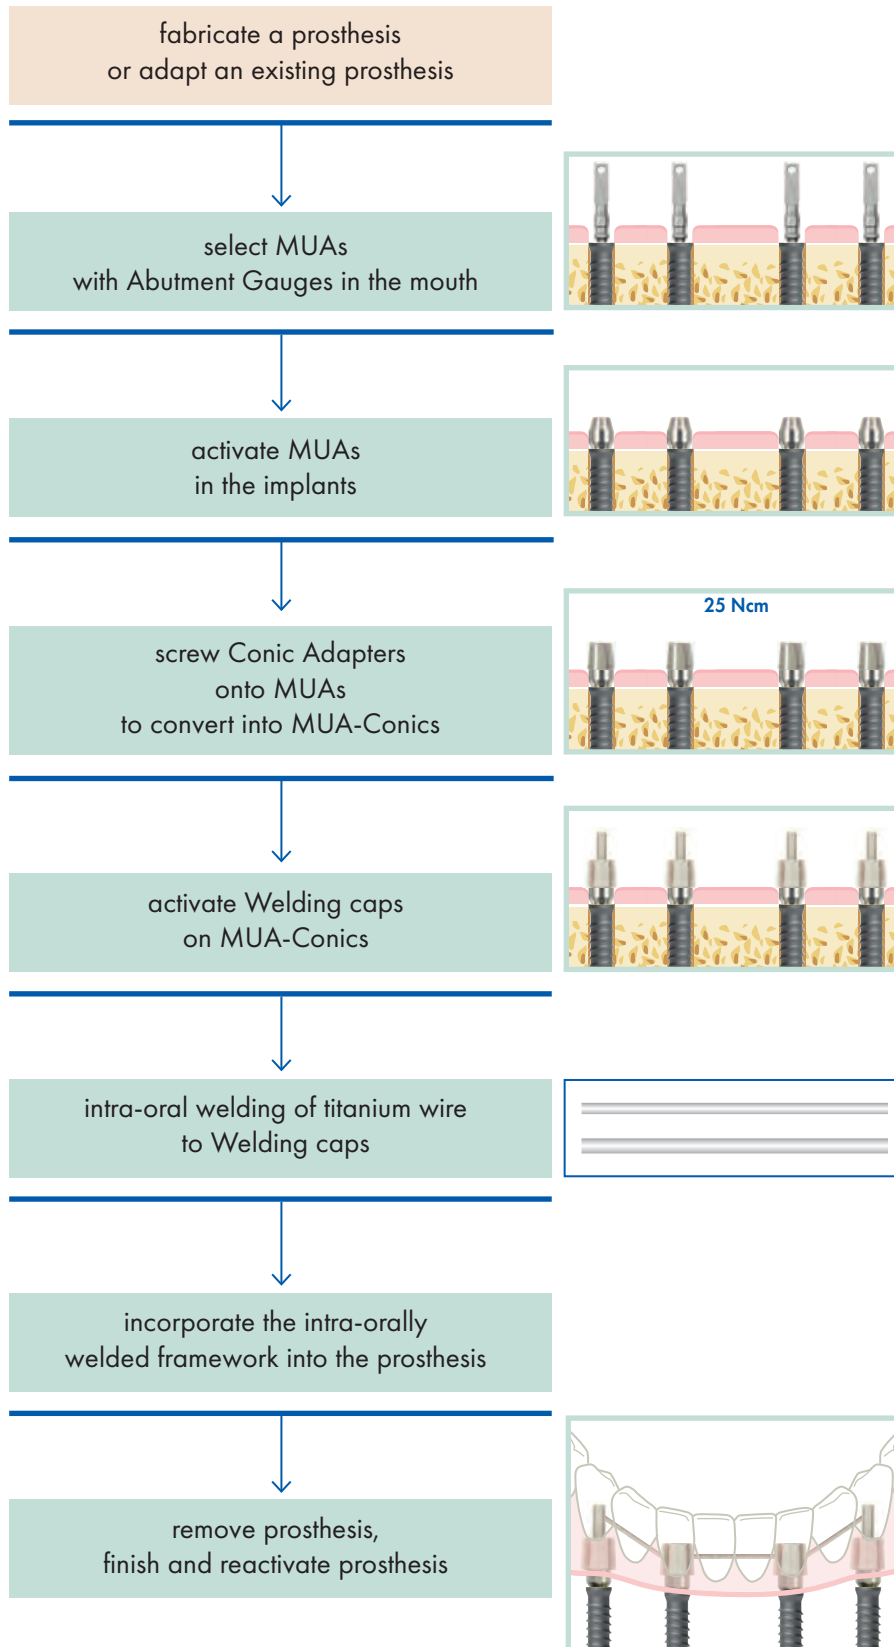 fabricate a prosthesis
or adapt an existing prosthesis
select MUAs
with Abutment Gauges in the mouth
activate MUAs
in the implants
25 Ncm
screw Conic Adapters
onto MUAs
to convert into MUA-Conics
activate Welding caps
on MUA-Conics
intra-oral welding of titanium wire
to Welding caps
incorporate the intra-orally
welded framework into the prosthesis
remove prosthesis,
finish and reactivate prosthesis